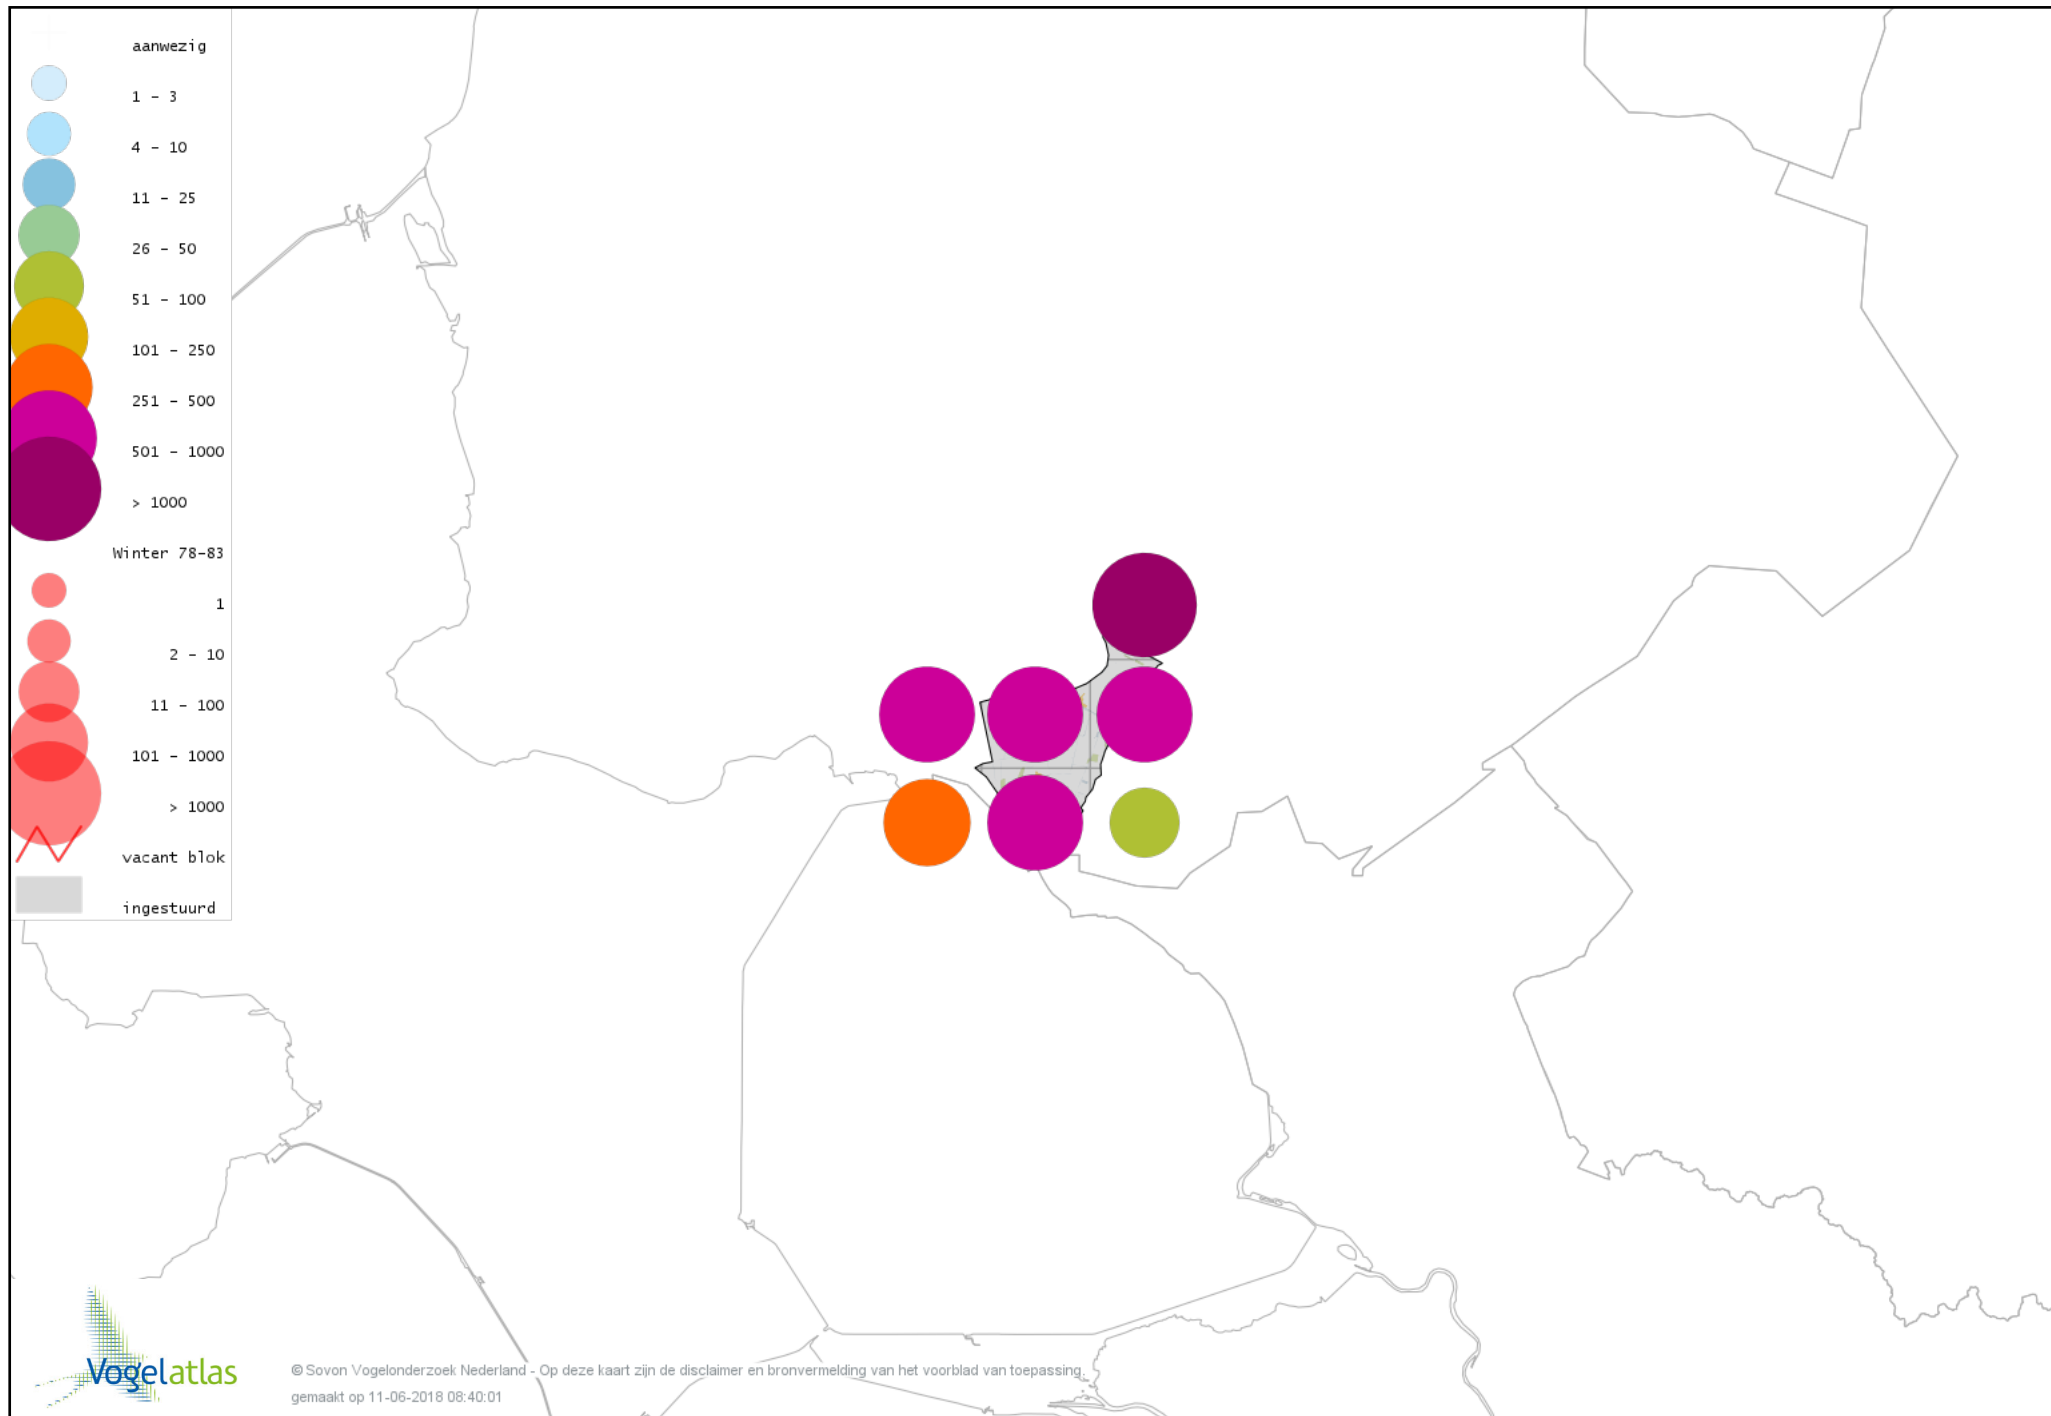 aanwezig
1 - 3
4 - 10
11 - 25
26 - 50
51 - 100
101 - 250
251 - 500
501 - 1000
> 1000
Winter 78-83
1
2 - 10
11 - 100
101 - 1000
> 1000
vacant blok
ingestuurd
Vogelatlas
© Sovon Vogelonderzoek Nederland - Op deze kaart zijn de disclaimer en bronvermelding van het voorblad van toepassing.
gemaakt op 11-06-2018 08:40:01